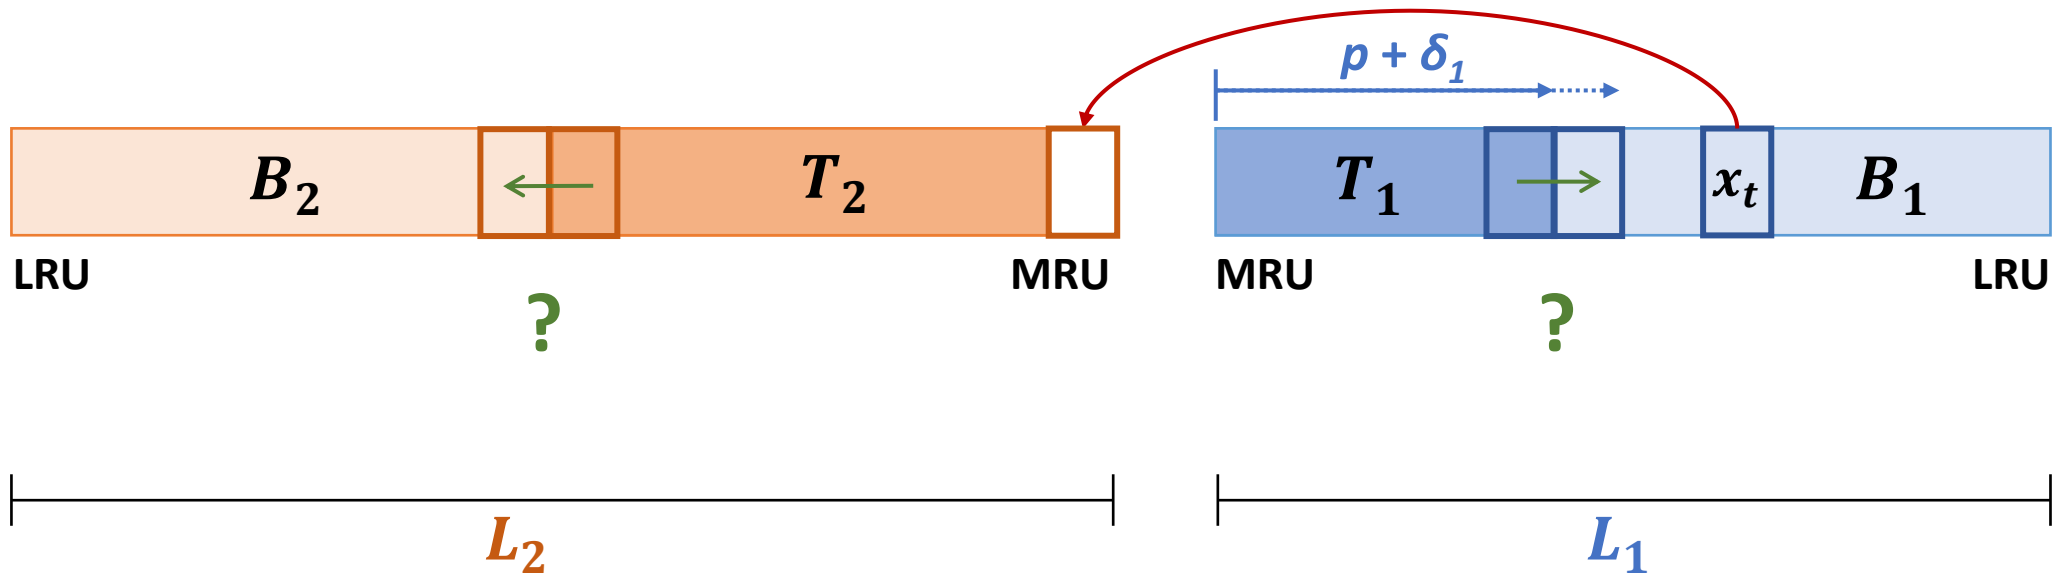 p + δ₁
B₂ T₂ T₁ xₜ B₁
LRU MRU MRU LRU
? ?
L₂ L₁